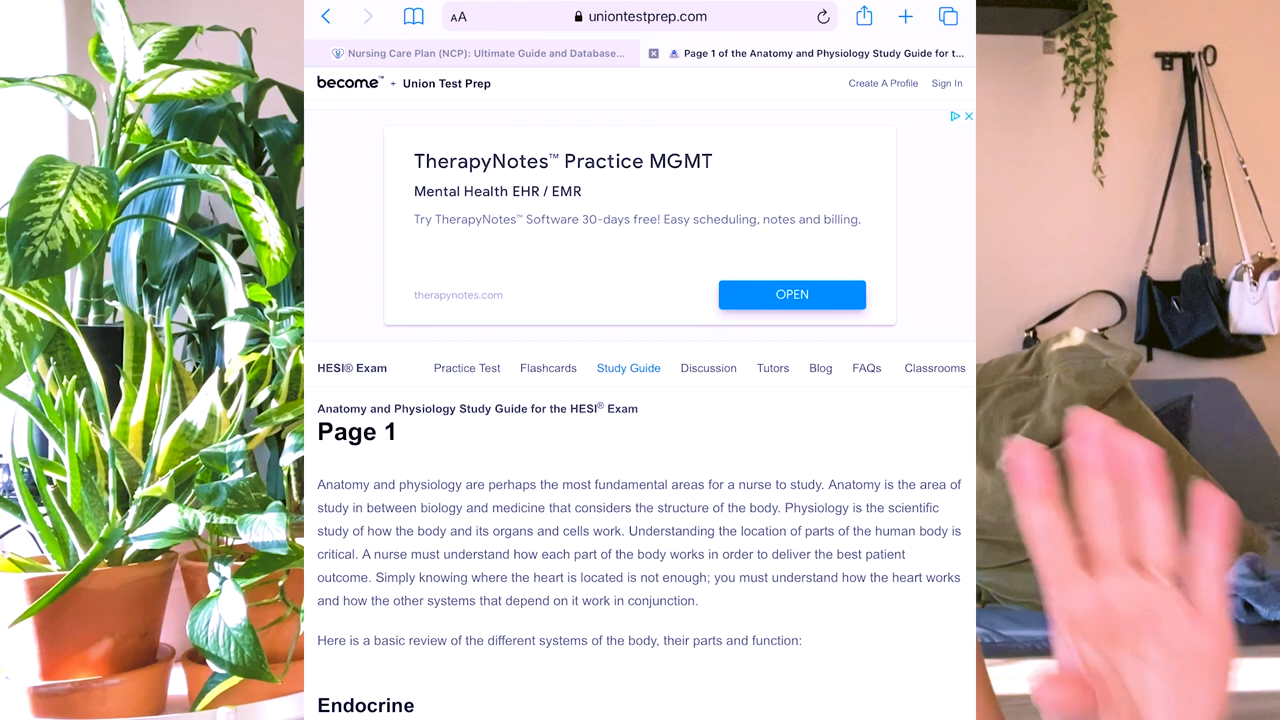 AA uniontestprep.com
Nursing Care Plan (NCP): Ultimate Guide and Database...
Page 1 of the Anatomy and Physiology Study Guide for t...
become™ + Union Test Prep
Create A Profile Sign In
TherapyNotes™ Practice MGMT
Mental Health EHR / EMR
Try TherapyNotes™ Software 30-days free! Easy scheduling, notes and billing.
therapynotes.com
OPEN
HESI® Exam Practice Test Flashcards Study Guide Discussion Tutors Blog FAQs Classrooms
Anatomy and Physiology Study Guide for the HESI® Exam
Page 1
Anatomy and physiology are perhaps the most fundamental areas for a nurse to study. Anatomy is the area of
study in between biology and medicine that considers the structure of the body. Physiology is the scientific
study of how the body and its organs and cells work. Understanding the location of parts of the human body is
critical. A nurse must understand how each part of the body works in order to deliver the best patient
outcome. Simply knowing where the heart is located is not enough; you must understand how the heart works
and how the other systems that depend on it work in conjunction.
Here is a basic review of the different systems of the body, their parts and function:
Endocrine